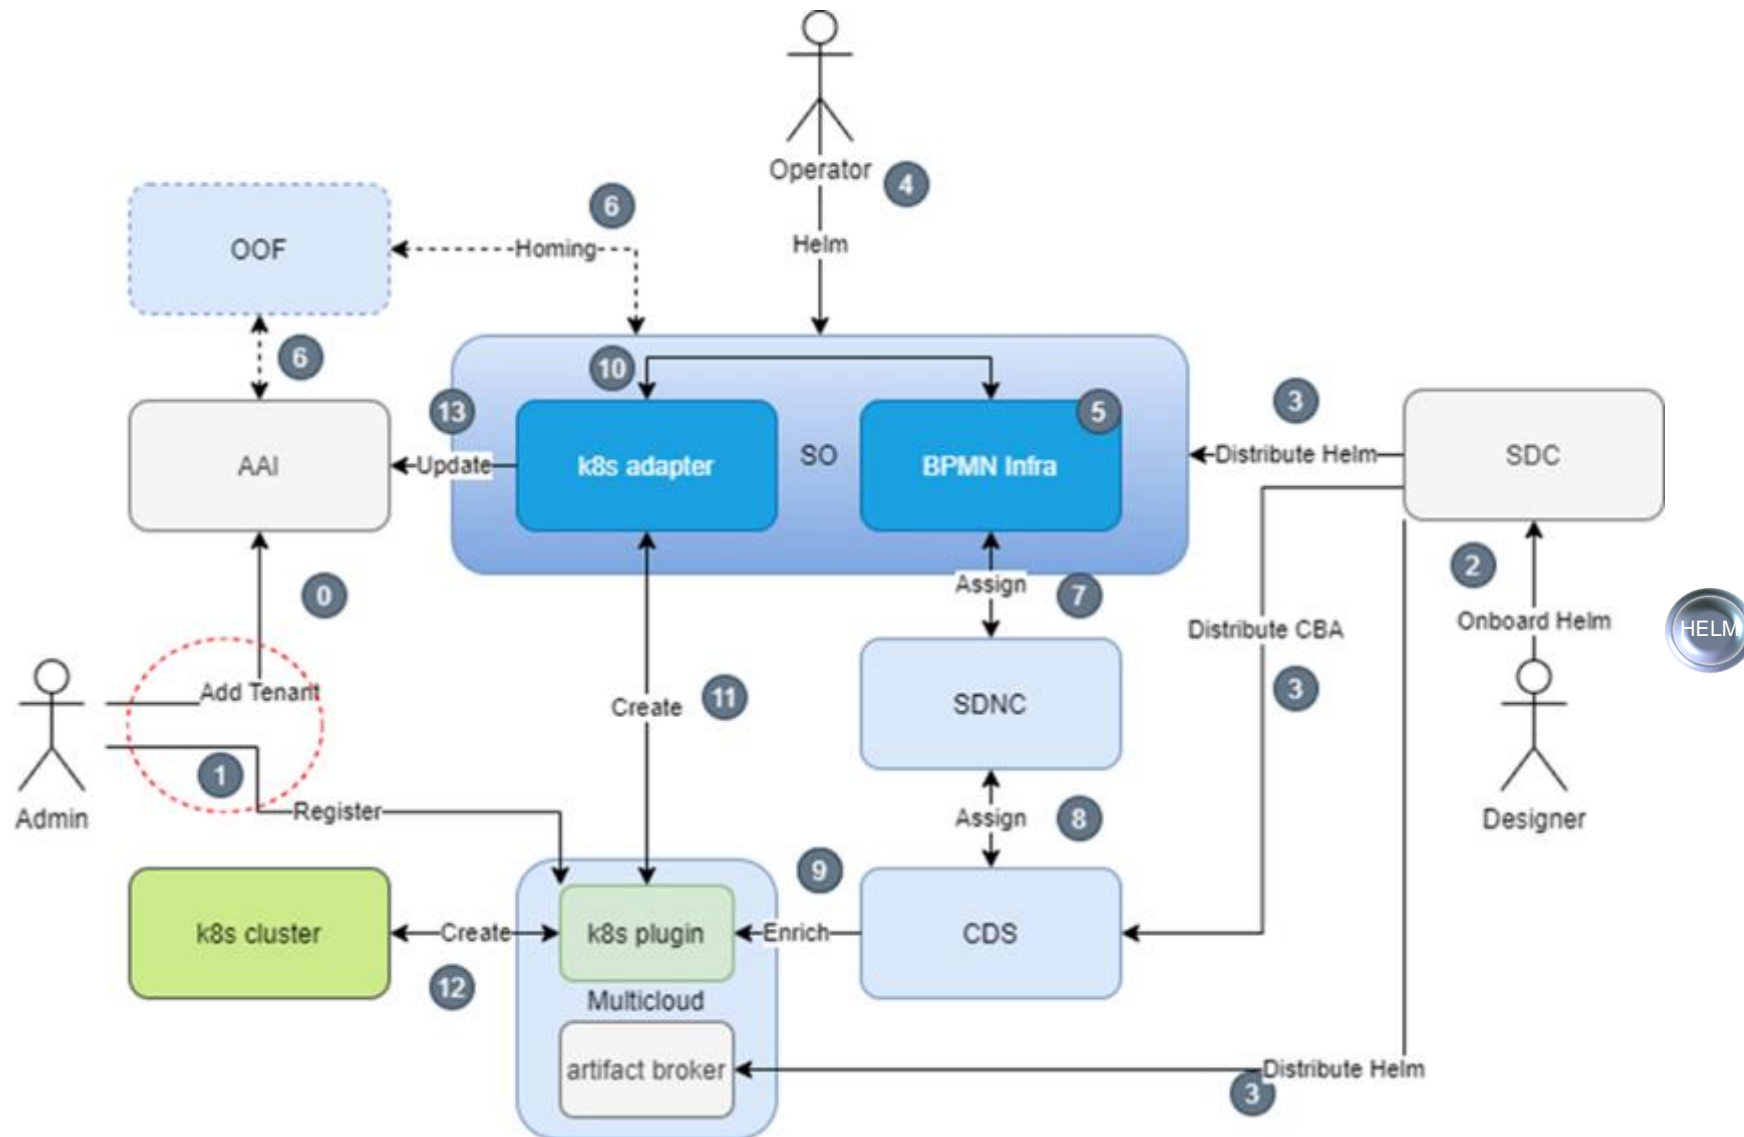 Operator
4
6
OOF
Homing
Helm
6
10
13
5
3
AAI
Update
k8s adapter
SO
BPMN Infra
Distribute Helm
SDC
0
Assign
7
2
Distribute CBA
Onboard Helm
HELM
Add Tenant
Create
11
SDNC
3
1
Admin
Register
Assign
8
Designer
9
k8s cluster
Create
k8s plugin
Enrich
CDS
12
Multicloud
artifact broker
Distribute Helm
3